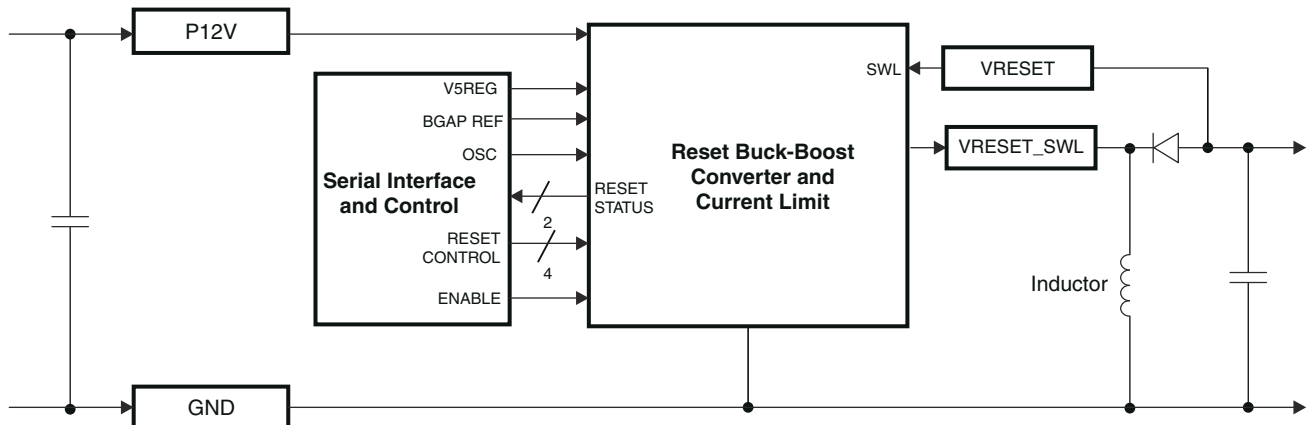 P12V
SWL
VRESET
V5REG
BGAP REF
OSC
Serial Interface
and Control
RESET
STATUS
2
RESET
CONTROL
4
ENABLE
Reset Buck-Boost
Converter and
Current Limit
VRESET_SWL
Inductor
GND